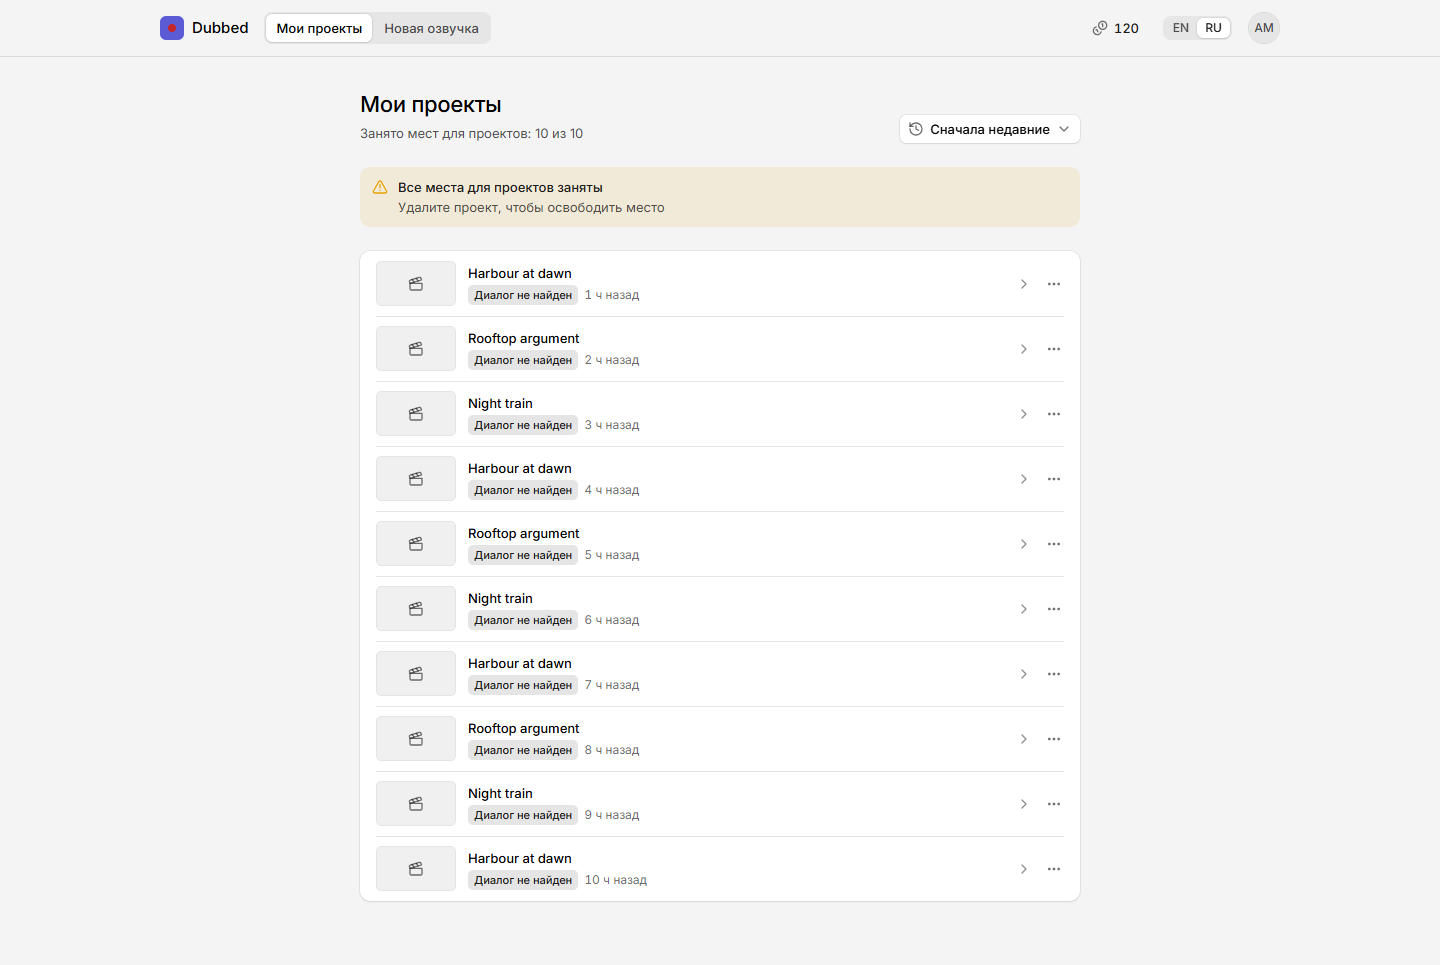 Dubbed
Мои проекты
Новая озвучка
120
EN
RU
AM
Мои проекты
Занято мест для проектов: 10 из 10
Сначала недавние
Все места для проектов заняты
Удалите проект, чтобы освободить место
Harbour at dawn
Диалог не найден 1 ч назад
Rooftop argument
Диалог не найден 2 ч назад
Night train
Диалог не найден 3 ч назад
Harbour at dawn
Диалог не найден 4 ч назад
Rooftop argument
Диалог не найден 5 ч назад
Night train
Диалог не найден 6 ч назад
Harbour at dawn
Диалог не найден 7 ч назад
Rooftop argument
Диалог не найден 8 ч назад
Night train
Диалог не найден 9 ч назад
Harbour at dawn
Диалог не найден 10 ч назад